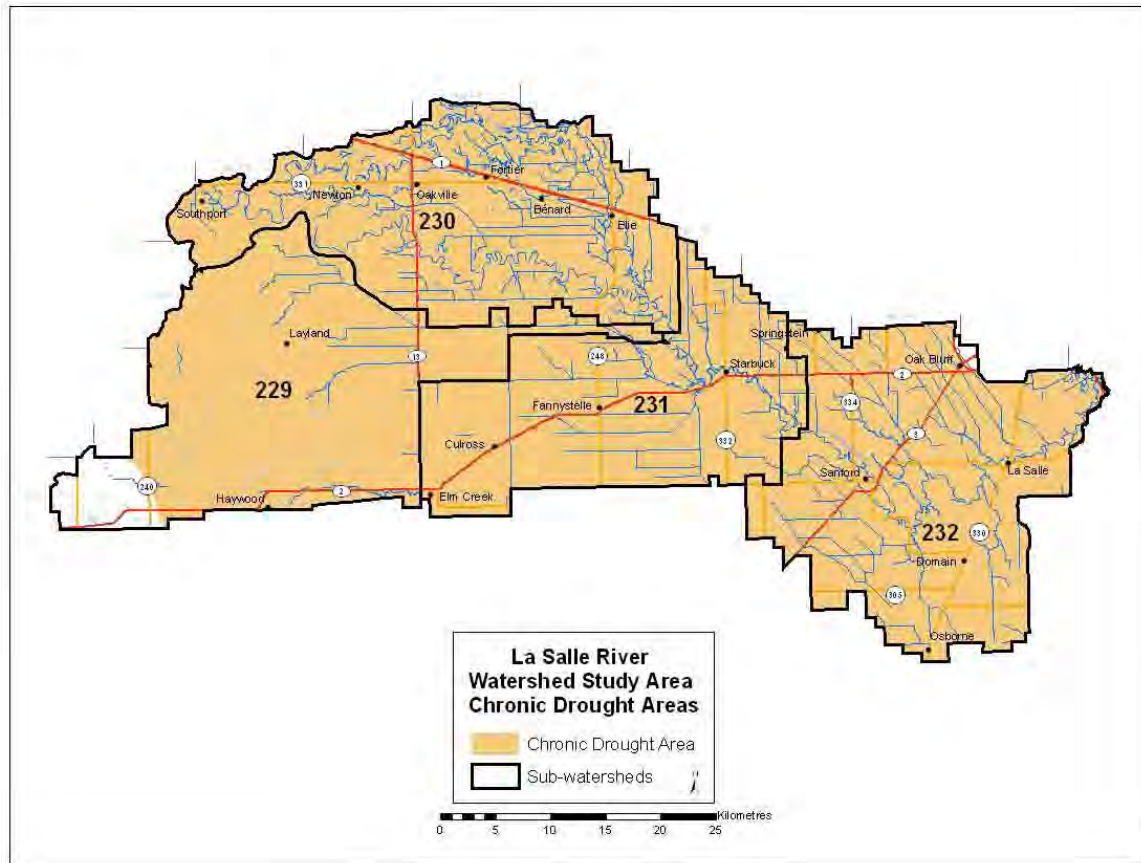 1
Fortier
331
Newton
Oakville
Southport
Bénard
Elie
230
Layland
13
248
Springstein
Starbuck
Oak Bluff
2
229
Fannystelle
231
334
Culross
3
332
Sanford
La Salle
240
Haywood
2
Elm Creek
232
330
Domain
305
Osborne
La Salle River
Watershed Study Area
Chronic Drought Areas
Chronic Drought Area
Sub-watersheds
Kilometres
0 5 10 15 20 25